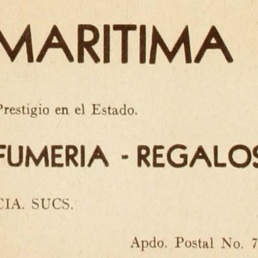 MARITIMA
Prestigio en el Estado.
FUMERIA - REGALOS
CIA. SUCS.
Apdo. Postal No. 7